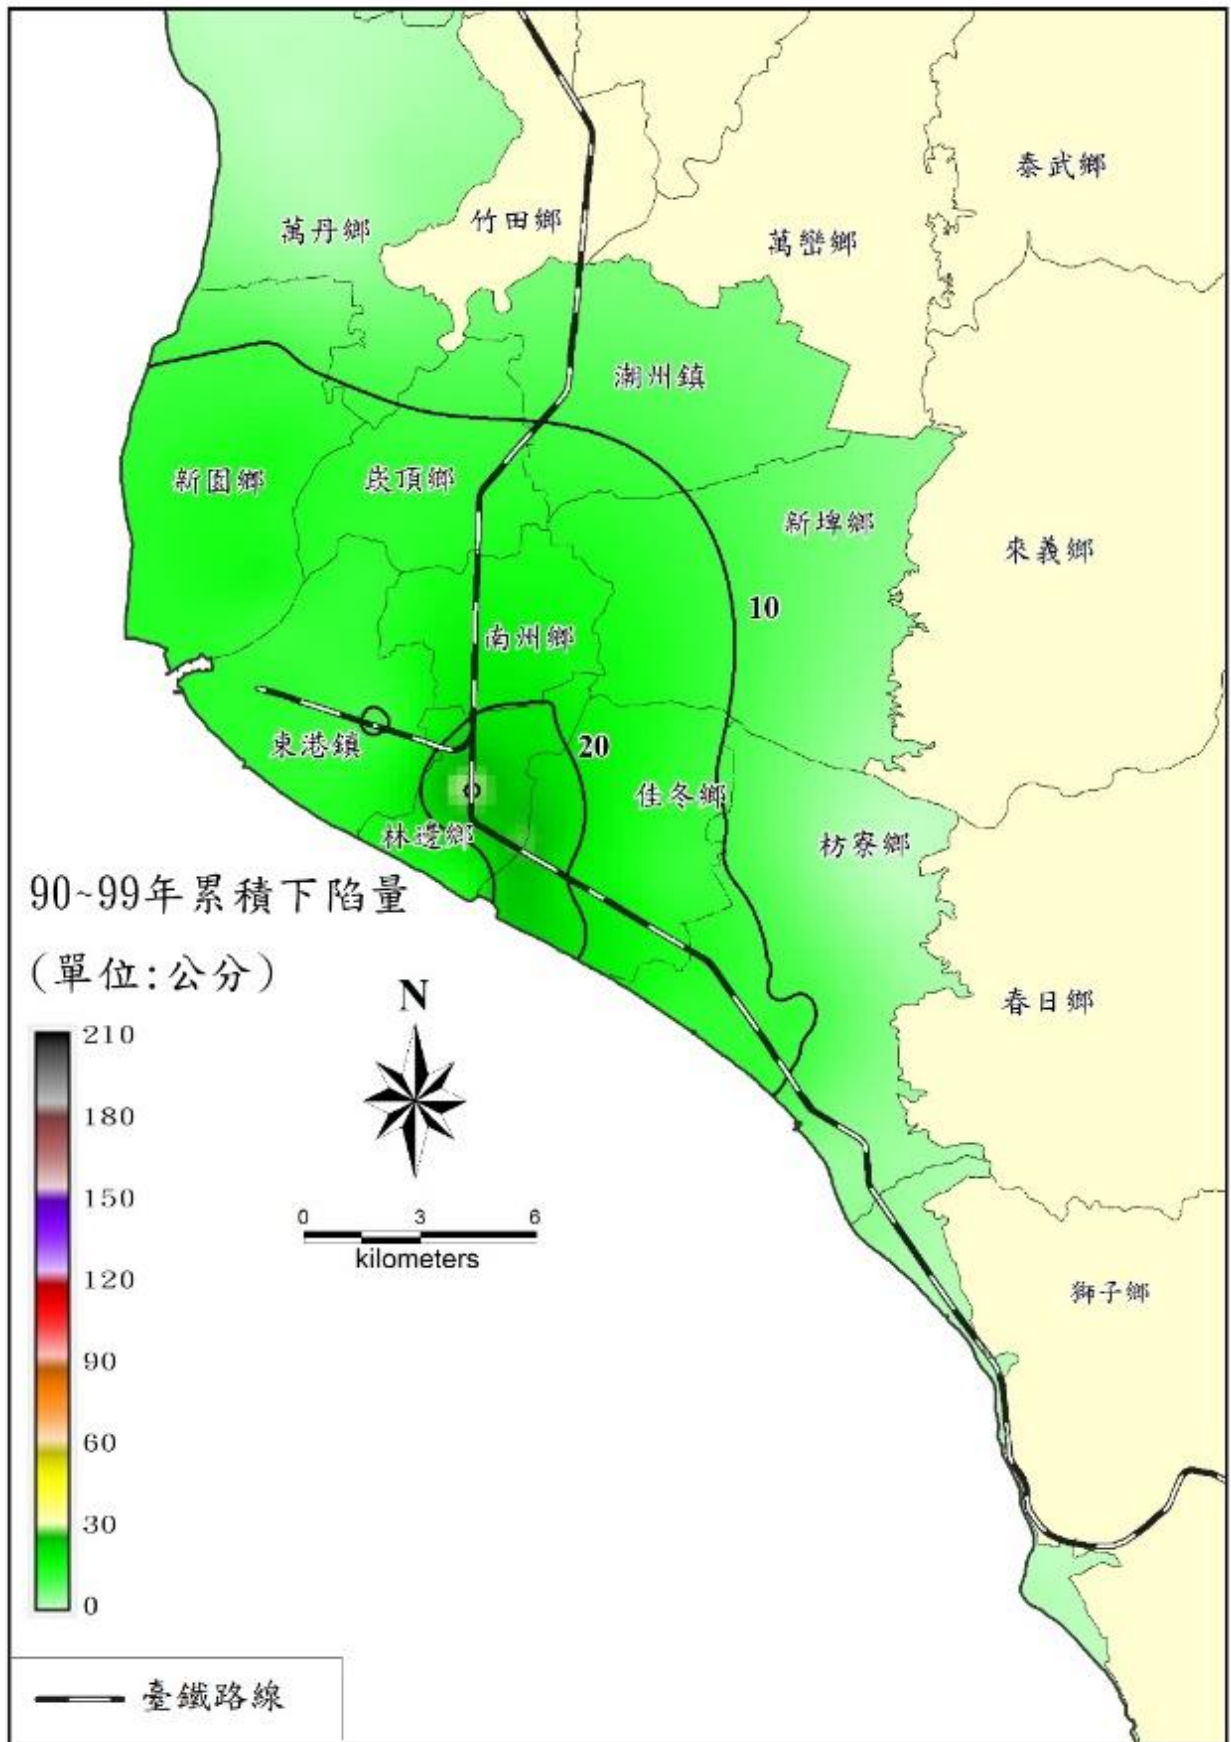 泰武鄉
竹田鄉
萬丹鄉
萬巒鄉
潮州鎮
新園鄉
崁頂鄉
新埤鄉
來義鄉
10
南州鄉
東港鎮
20
佳冬鄉
林邊鄉
枋寮鄉
90~99年累積下陷量
(單位:公分)
春日鄉
N
210
180
150
120
90
60
30
0
0 3 6
kilometers
獅子鄉
臺鐵路線